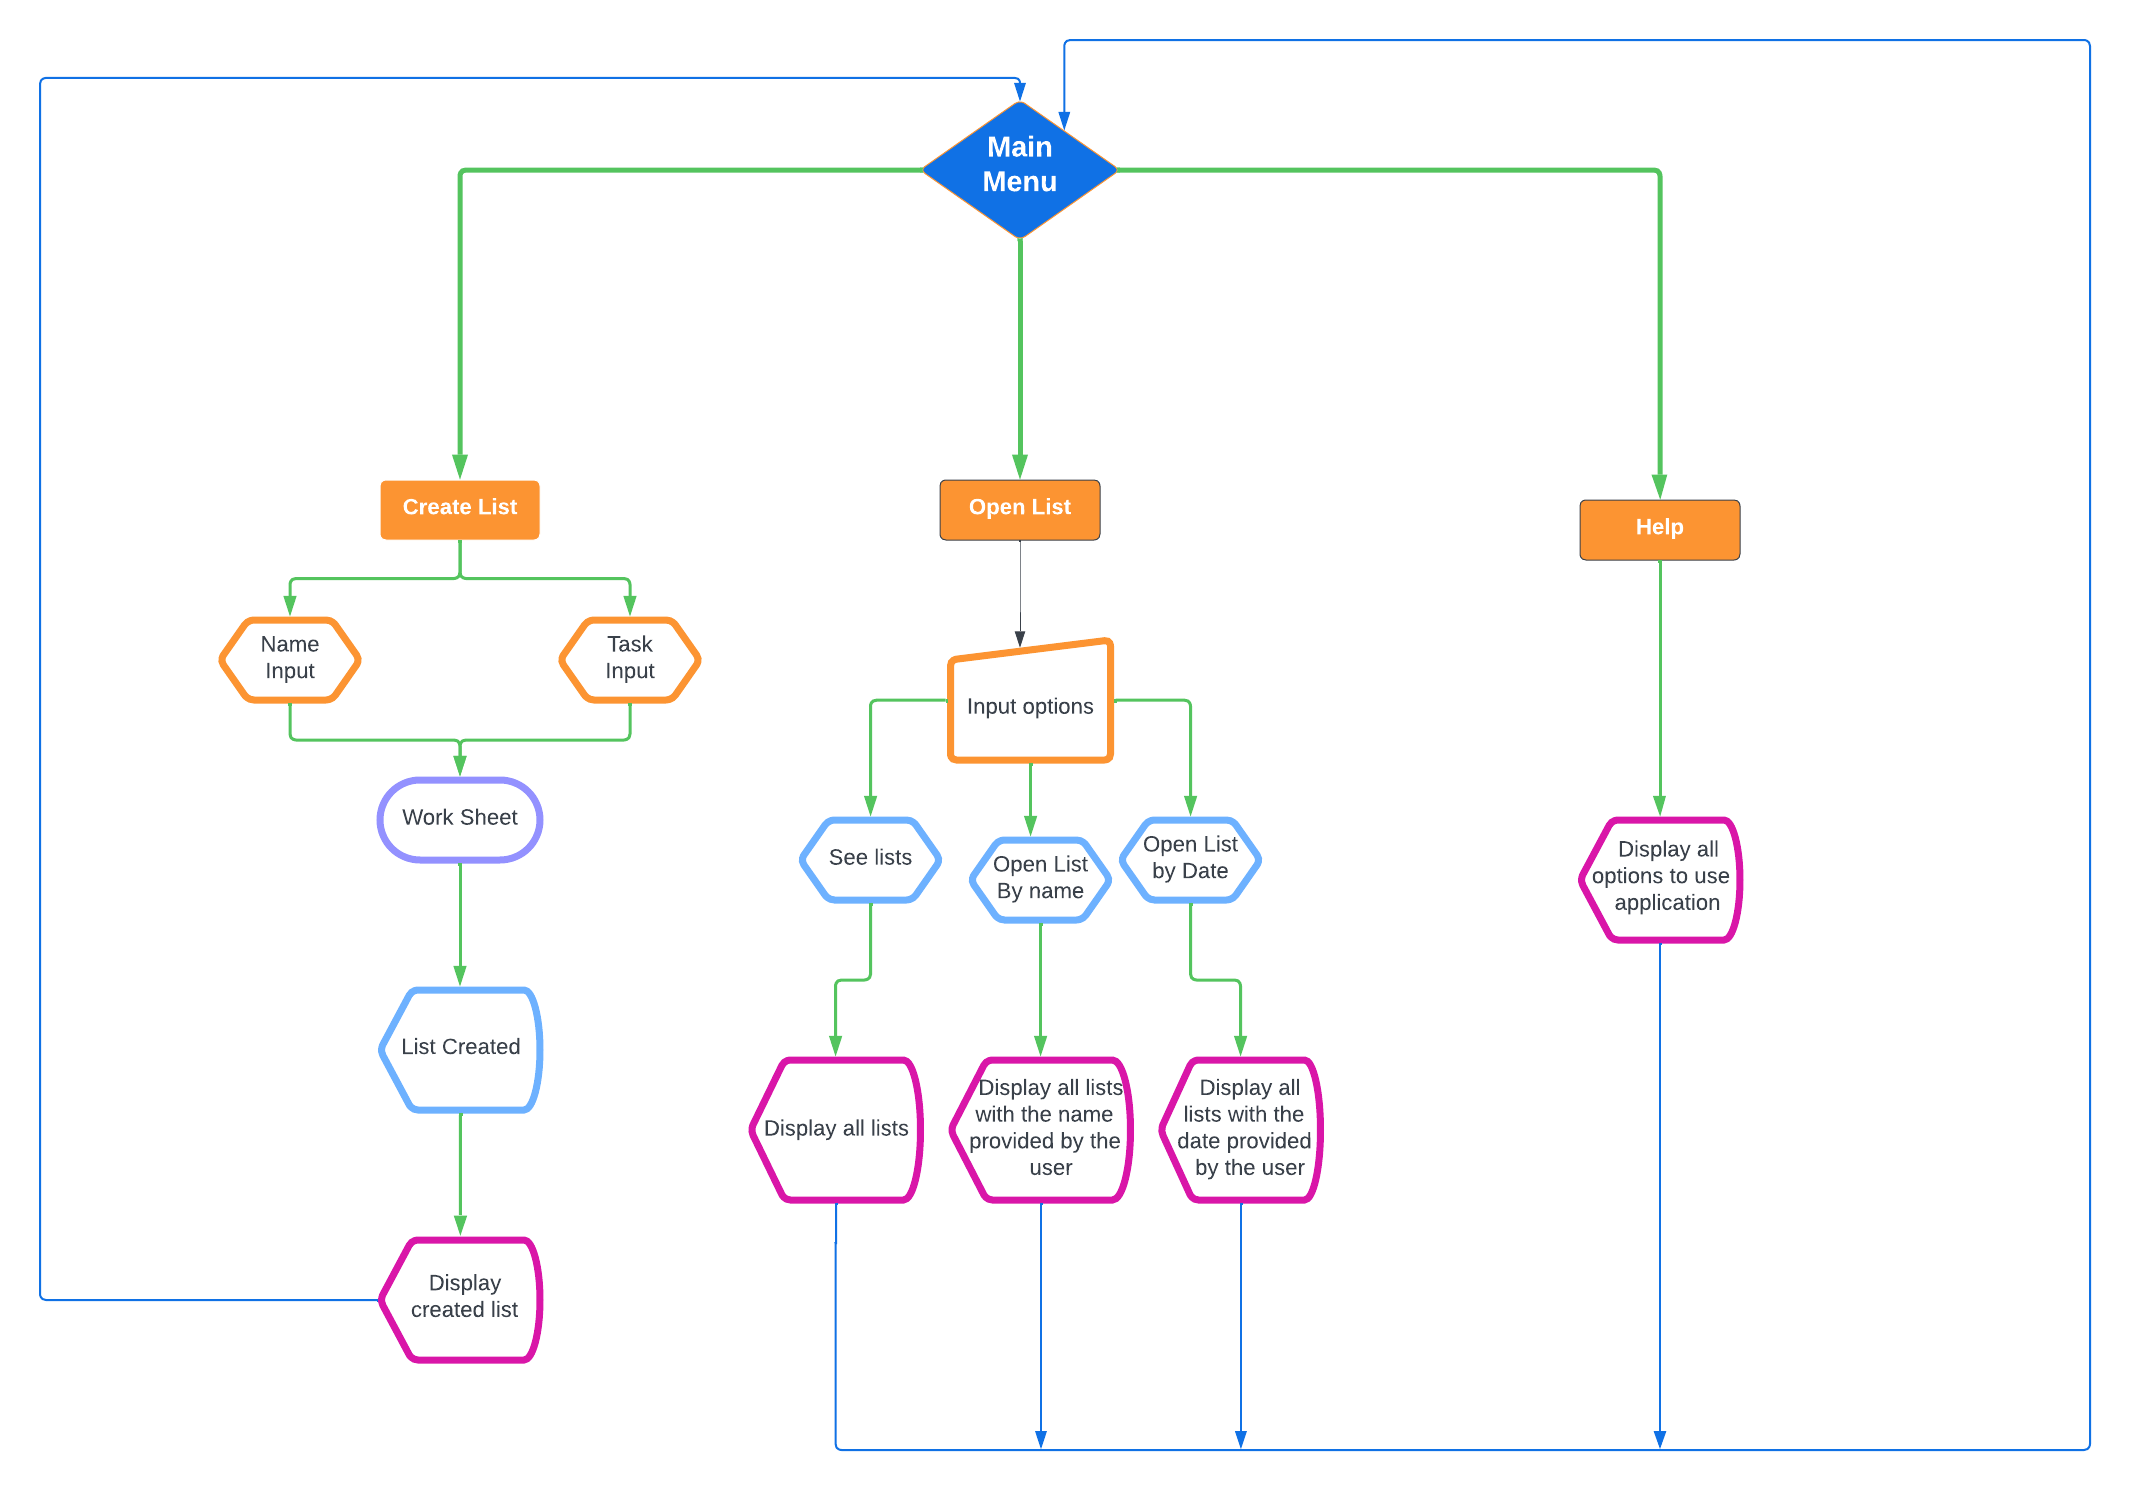 Main
Menu
Create List
Open List
Help
Name
Input
Task
Input
Input options
Work Sheet
See lists
Open List
By name
Open List
by Date
Display all
options to use
application
List Created
Display all lists
Display all lists
with the name
provided by the
user
Display all
lists with the
date provided
by the user
Display
created list